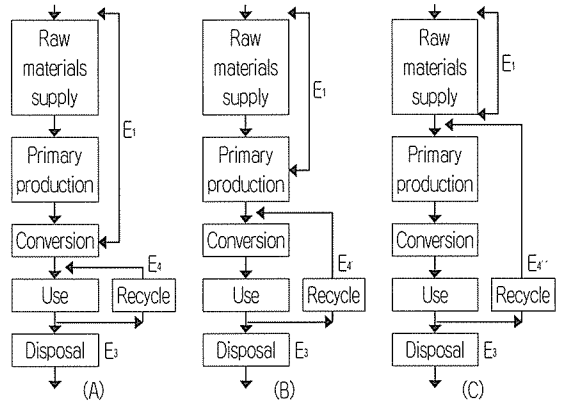 Raw
materials
supply
E1
Primary
production
Conversion
E4
Use
Recycle
Disposal
E3
(A)
Raw
materials
supply
E1
Primary
production
Conversion
E4'
Use
Recycle
Disposal
E3
(B)
Raw
materials
supply
E1
Primary
production
Conversion
E4''
Use
Recycle
Disposal
E3
(C)